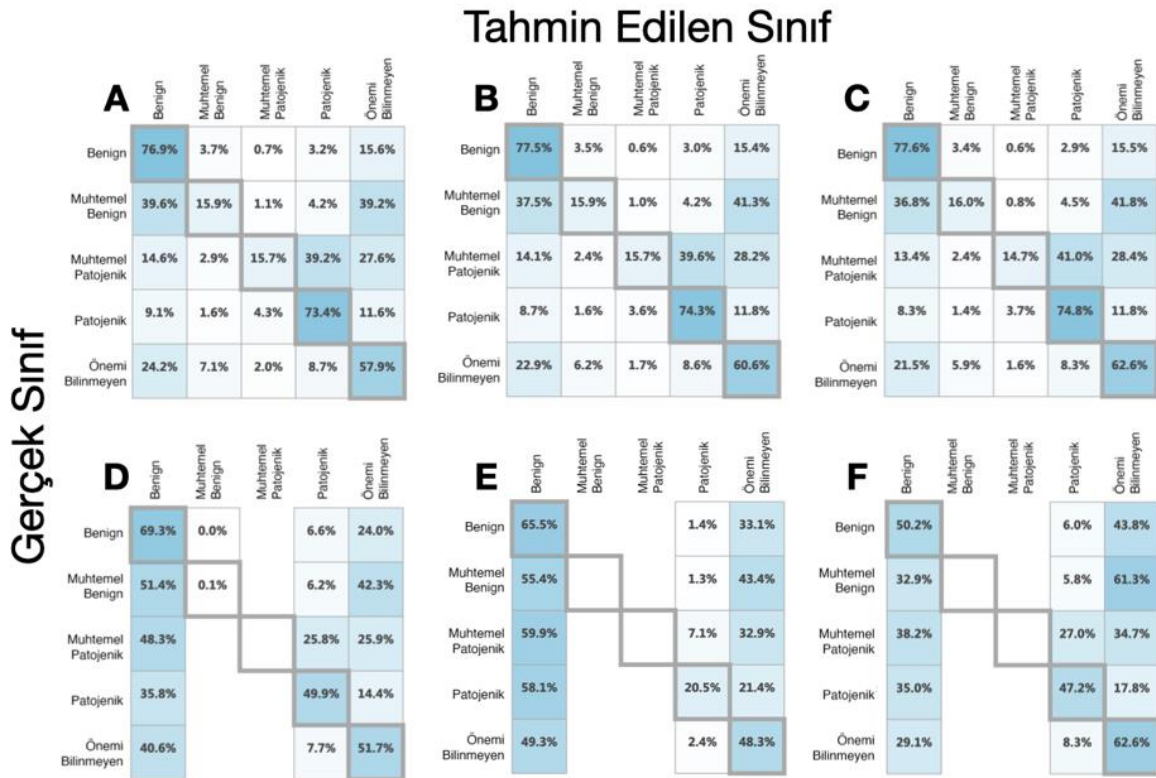 Tahmin Edilen Sınıf
Gerçek Sınıf
A
Benign
Muhtemel
Benign
Muhtemel
Patojenik
Patojenik
Önemi
Bilinmeyen
Benign 76.9% 3.7% 0.7% 3.2% 15.6%
Muhtemel
Benign 39.6% 15.9% 1.1% 4.2% 39.2%
Muhtemel
Patojenik 14.6% 2.9% 15.7% 39.2% 27.6%
Patojenik 9.1% 1.6% 4.3% 73.4% 11.6%
Önemi
Bilinmeyen 24.2% 7.1% 2.0% 8.7% 57.9%
B
Benign
Muhtemel
Benign
Muhtemel
Patojenik
Patojenik
Önemi
Bilinmeyen
Benign 77.5% 3.5% 0.6% 3.0% 15.4%
Muhtemel
Benign 37.5% 15.9% 1.0% 4.2% 41.3%
Muhtemel
Patojenik 14.1% 2.4% 15.7% 39.6% 28.2%
Patojenik 8.7% 1.6% 3.6% 74.3% 11.8%
Önemi
Bilinmeyen 22.9% 6.2% 1.7% 8.6% 60.6%
C
Benign
Muhtemel
Benign
Muhtemel
Patojenik
Patojenik
Önemi
Bilinmeyen
Benign 77.6% 3.4% 0.6% 2.9% 15.5%
Muhtemel
Benign 36.8% 16.0% 0.8% 4.5% 41.8%
Muhtemel
Patojenik 13.4% 2.4% 14.7% 41.0% 28.4%
Patojenik 8.3% 1.4% 3.7% 74.8% 11.8%
Önemi
Bilinmeyen 21.5% 5.9% 1.6% 8.3% 62.6%
D
Benign
Muhtemel
Benign
Muhtemel
Patojenik
Patojenik
Önemi
Bilinmeyen
Benign 69.3% 0.0% 6.6% 24.0%
Muhtemel
Benign 51.4% 0.1% 6.2% 42.3%
Muhtemel
Patojenik 48.3% 25.8% 25.9%
Patojenik 35.8% 49.9% 14.4%
Önemi
Bilinmeyen 40.6% 7.7% 51.7%
E
Benign
Muhtemel
Benign
Muhtemel
Patojenik
Patojenik
Önemi
Bilinmeyen
Benign 65.5% 1.4% 33.1%
Muhtemel
Benign 55.4% 1.3% 43.4%
Muhtemel
Patojenik 59.9% 7.1% 32.9%
Patojenik 58.1% 20.5% 21.4%
Önemi
Bilinmeyen 49.3% 2.4% 48.3%
F
Benign
Muhtemel
Benign
Muhtemel
Patojenik
Patojenik
Önemi
Bilinmeyen
Benign 50.2% 6.0% 43.8%
Muhtemel
Benign 32.9% 5.8% 61.3%
Muhtemel
Patojenik 38.2% 27.0% 34.7%
Patojenik 35.0% 47.2% 17.8%
Önemi
Bilinmeyen 29.1% 8.3% 62.6%